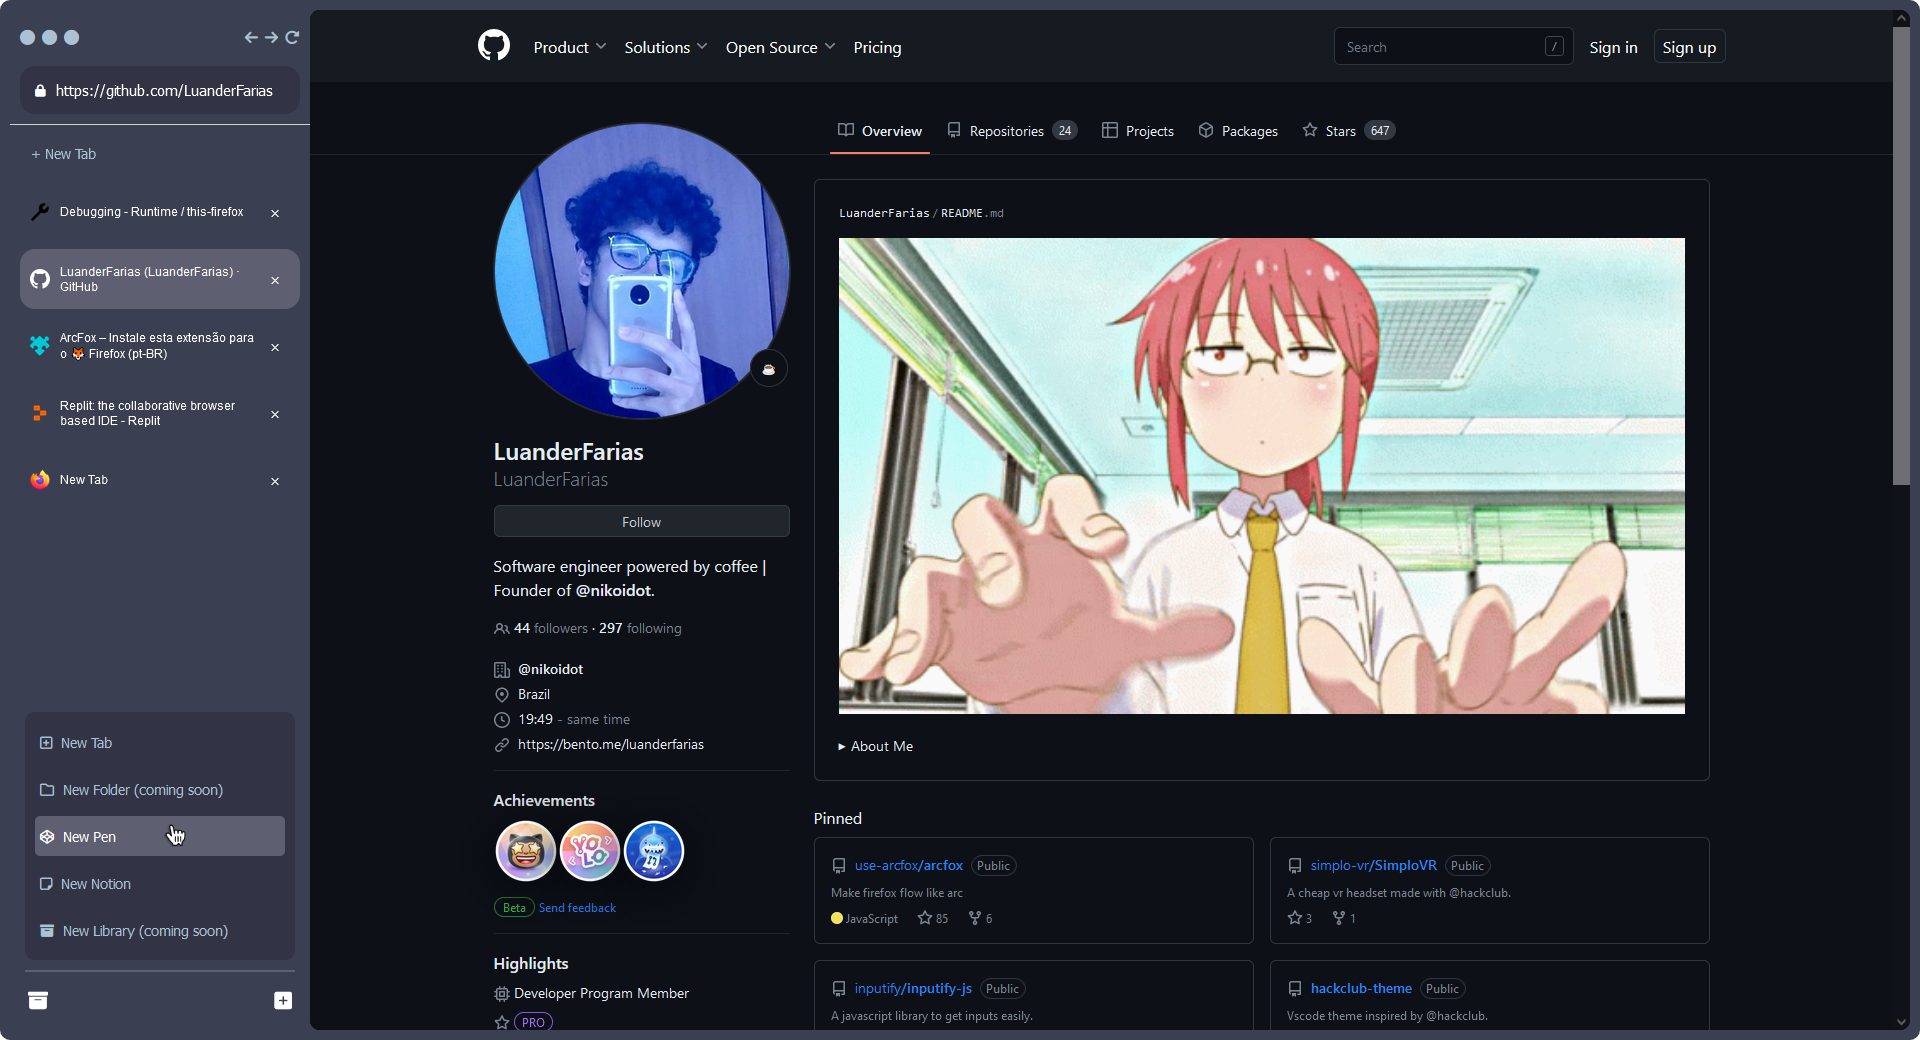 https://github.com/LuanderFarias
+ New Tab
Debugging - Runtime / this-firefox
LuanderFarias (LuanderFarias) ·
GitHub
ArcFox – Instale esta extensão para
o 🦊 Firefox (pt-BR)
Replit: the collaborative browser
based IDE - Replit
New Tab
New Tab
New Folder (coming soon)
New Pen
New Notion
New Library (coming soon)
Product
Solutions
Open Source
Pricing
Search
/
Sign in
Sign up
Overview
Repositories 24
Projects
Packages
Stars 647
LuanderFarias
LuanderFarias
Follow
Software engineer powered by coffee |
Founder of @nikoidot.
44 followers · 297 following
@nikoidot
Brazil
19:49 - same time
https://bento.me/luanderfarias
Achievements
YOLO
Beta Send feedback
Highlights
Developer Program Member
PRO
LuanderFarias / README.md
About Me
Pinned
use-arcfox/arcfox Public
Make firefox flow like arc
JavaScript 85 6
simplo-vr/SimploVR Public
A cheap vr headset made with @hackclub.
3 1
inputify/inputify-js Public
A javascript library to get inputs easily.
hackclub-theme Public
Vscode theme inspired by @hackclub.